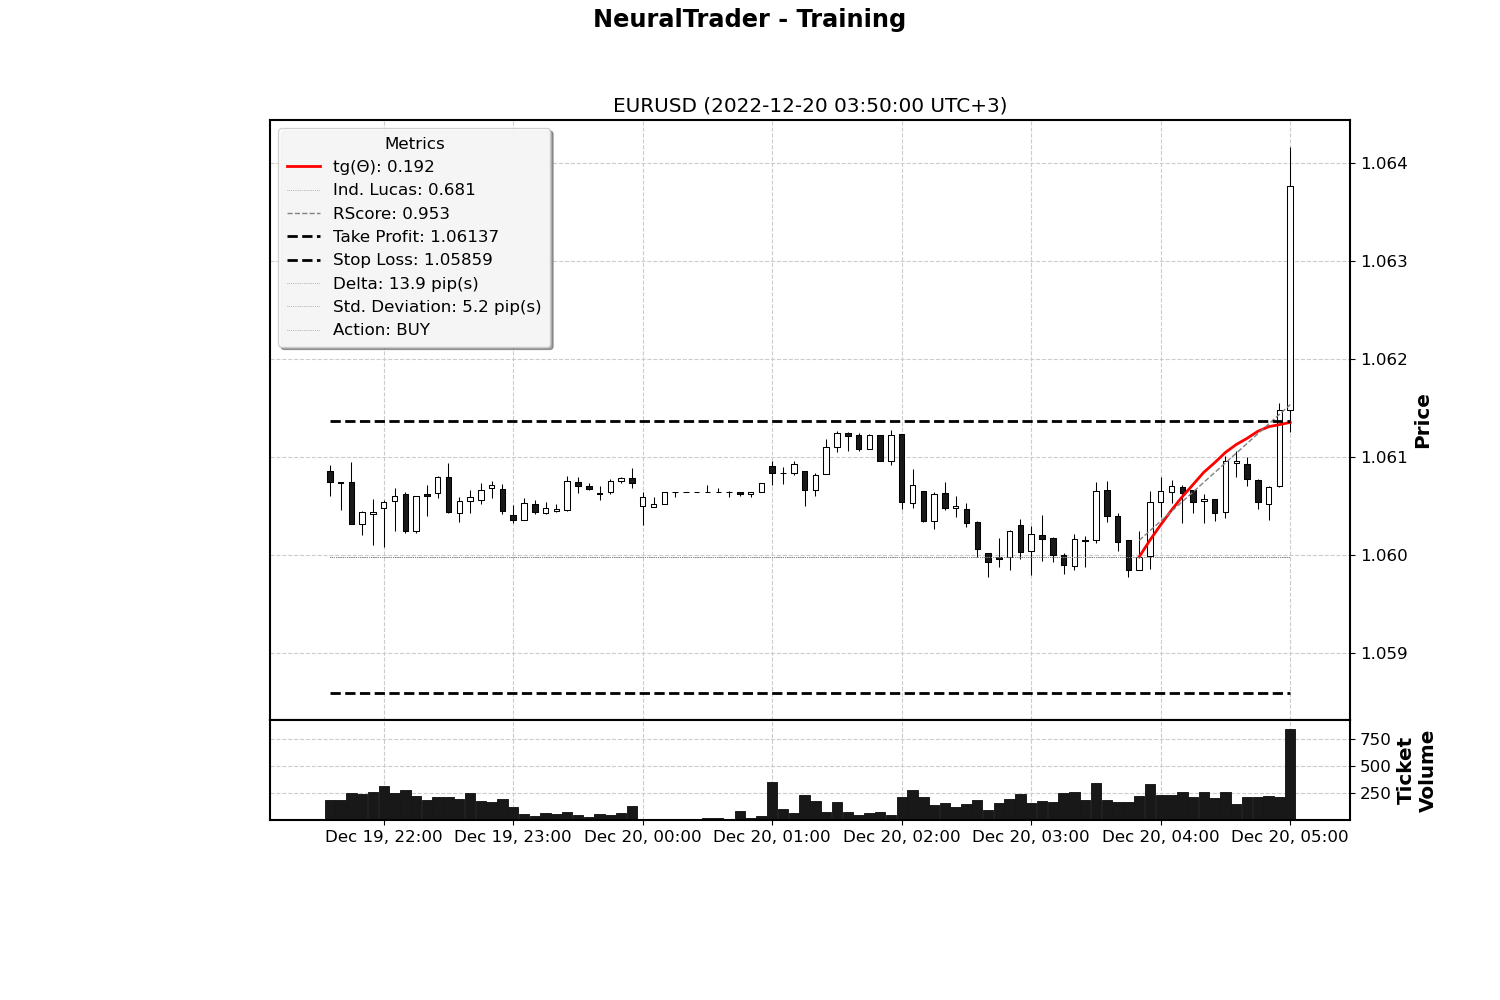 NeuralTrader - Training
EURUSD (2022-12-20 03:50:00 UTC+3)
Metrics
tg(Θ): 0.192
Ind. Lucas: 0.681
RScore: 0.953
Take Profit: 1.06137
Stop Loss: 1.05859
Delta: 13.9 pip(s)
Std. Deviation: 5.2 pip(s)
Action: BUY
1.064
1.063
1.062
1.061
1.060
1.059
Price
750
500
250
Ticket
Volume
Dec 19, 22:00
Dec 19, 23:00
Dec 20, 00:00
Dec 20, 01:00
Dec 20, 02:00
Dec 20, 03:00
Dec 20, 04:00
Dec 20, 05:00